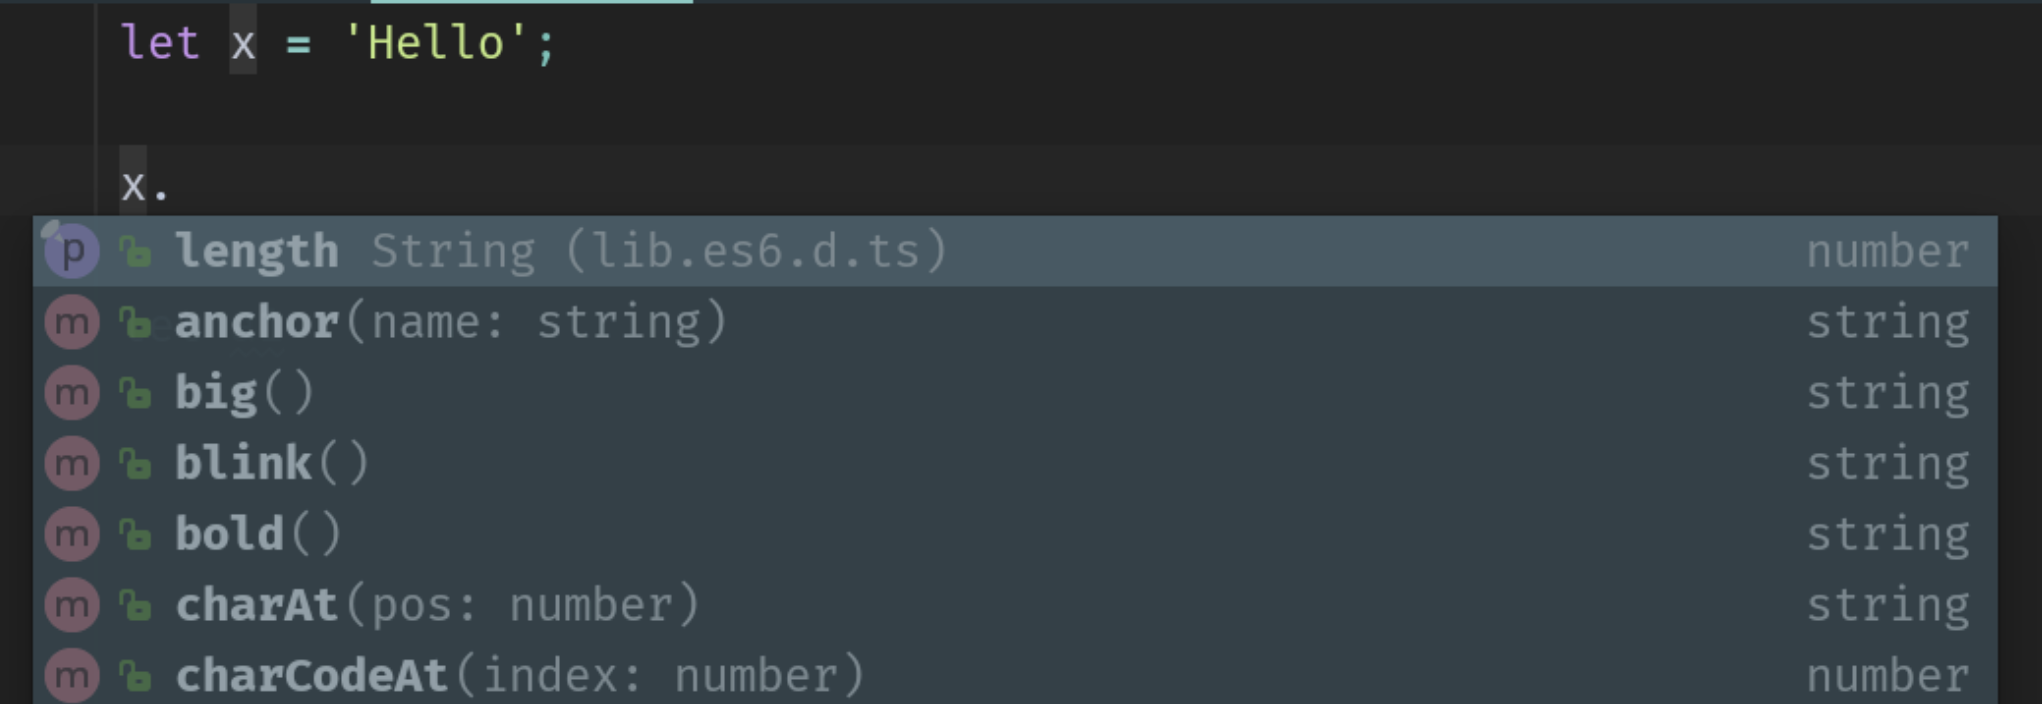 let x = 'Hello';
x.
p length String (lib.es6.d.ts) number
m anchor(name: string) string
m big() string
m blink() string
m bold() string
m charAt(pos: number) string
m charCodeAt(index: number) number